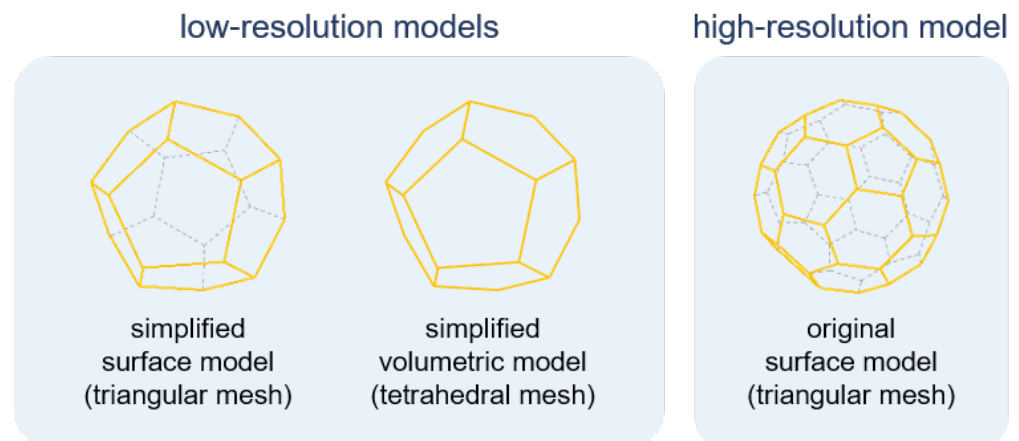 low-resolution models
high-resolution model
simplified
surface model
(triangular mesh)
simplified
volumetric model
(tetrahedral mesh)
original
surface model
(triangular mesh)